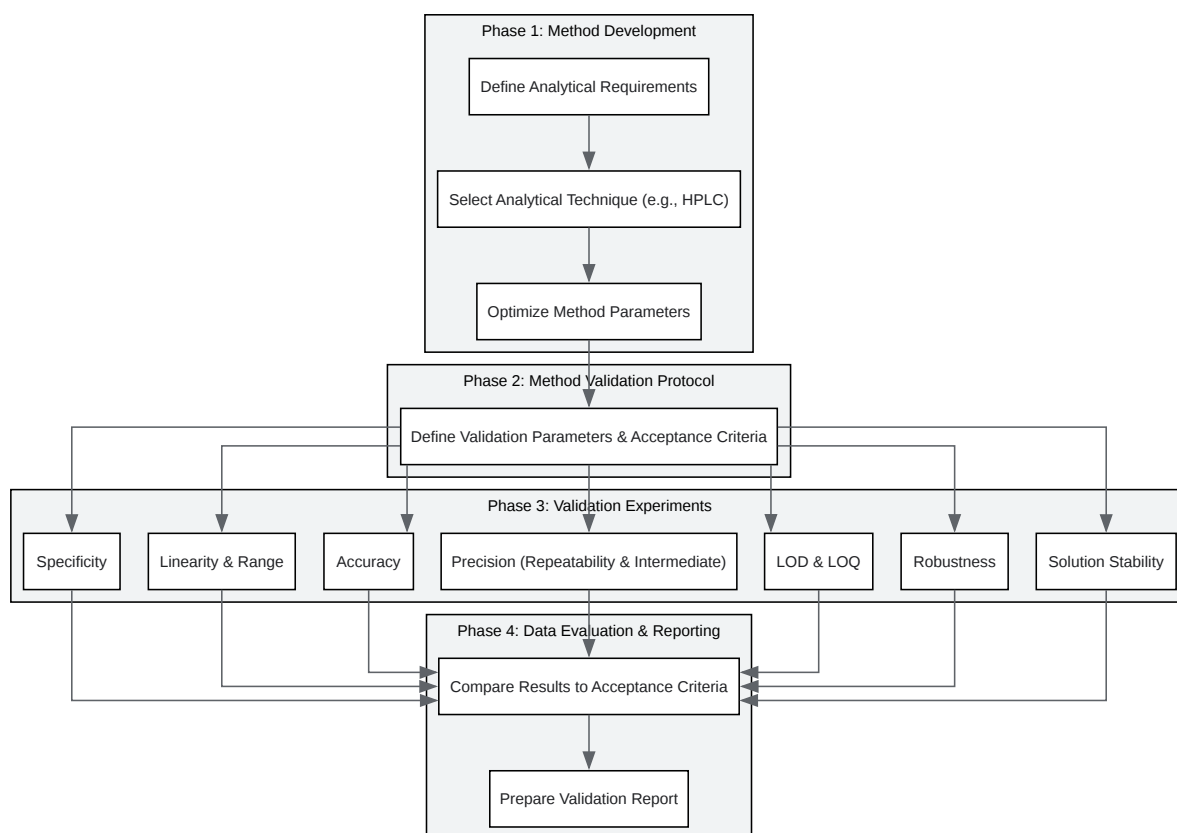 Phase 1: Method Development
Define Analytical Requirements
Select Analytical Technique (e.g., HPLC)
Optimize Method Parameters
Phase 2: Method Validation Protocol
Define Validation Parameters & Acceptance Criteria
Phase 3: Validation Experiments
Specificity
Linearity & Range
Accuracy
Precision (Repeatability & Intermediate)
LOD & LOQ
Robustness
Solution Stability
Phase 4: Data Evaluation & Reporting
Compare Results to Acceptance Criteria
Prepare Validation Report